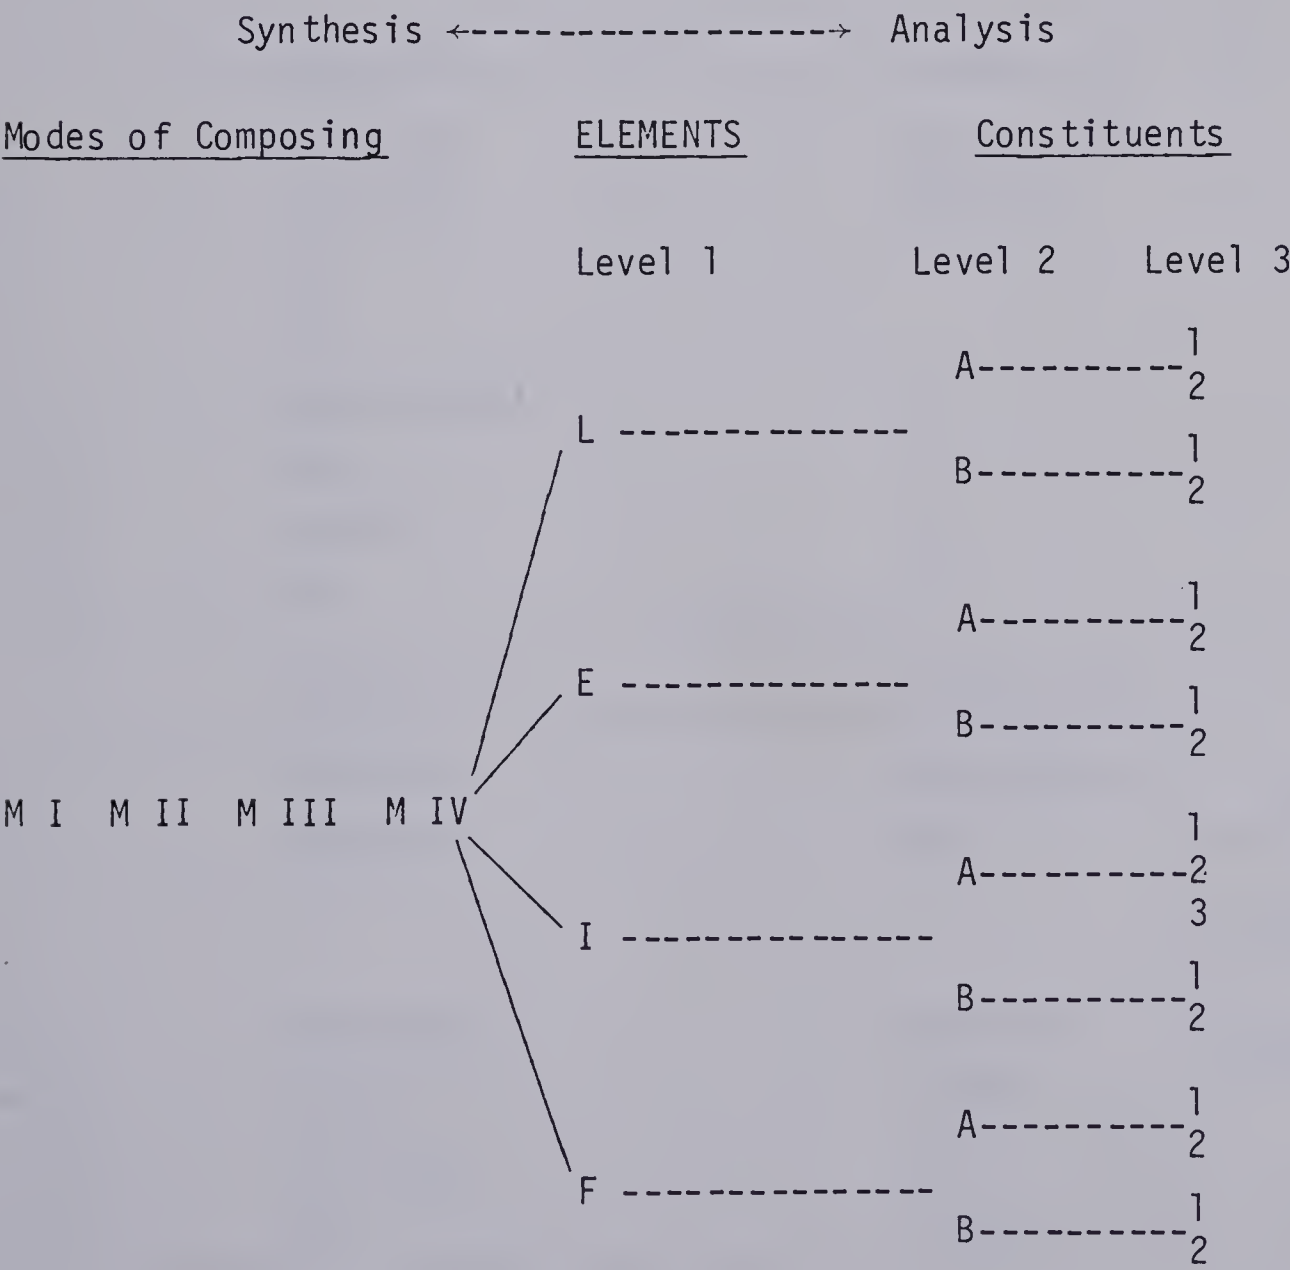 Synthesis <-----------------> Analysis
Modes of Composing ELEMENTS Constituents
Level 1 Level 2 Level 3
1
A----------
2
L -------------
1
B----------
2
1
A----------
2
E -------------
1
B----------
2
M I M II M III M IV
1
A----------2
3
I --------------
1
B----------
2
1
A----------
2
F --------------
1
B----------
2